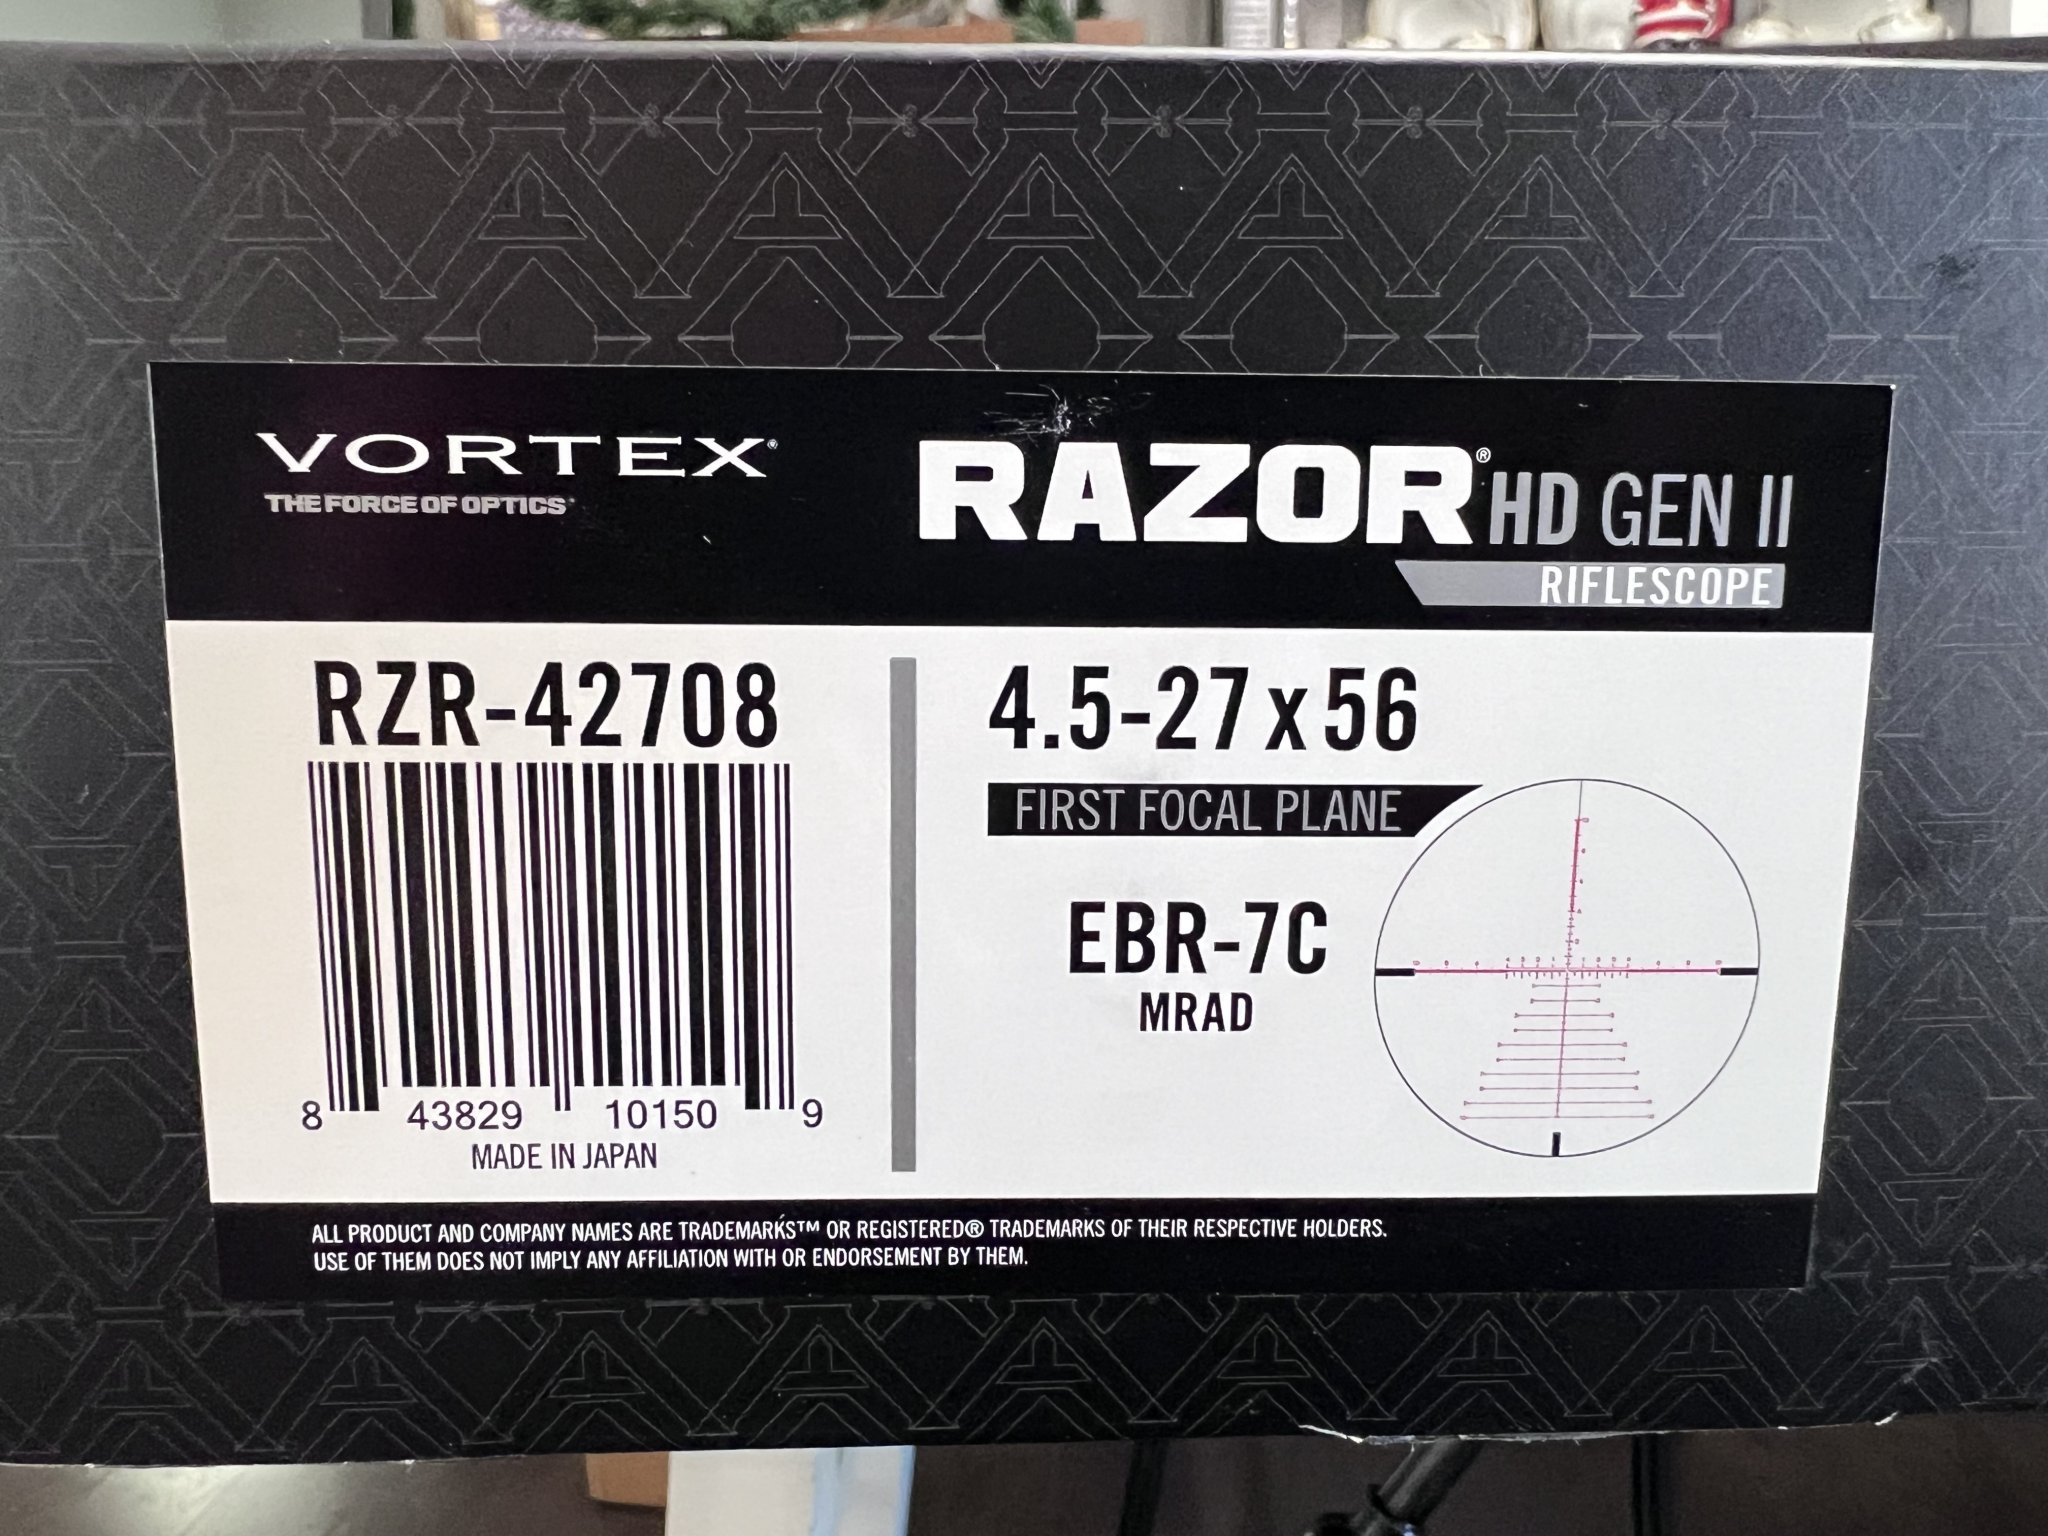 VORTEX®
THE FORCE OF OPTICS®
RAZOR® HD GEN II
RIFLESCOPE
RZR-42708
8 43829 10150 9
MADE IN JAPAN
4.5-27x56
FIRST FOCAL PLANE
EBR-7C
MRAD
ALL PRODUCT AND COMPANY NAMES ARE TRADEMARKS™ OR REGISTERED® TRADEMARKS OF THEIR RESPECTIVE HOLDERS.
USE OF THEM DOES NOT IMPLY ANY AFFILIATION WITH OR ENDORSEMENT BY THEM.